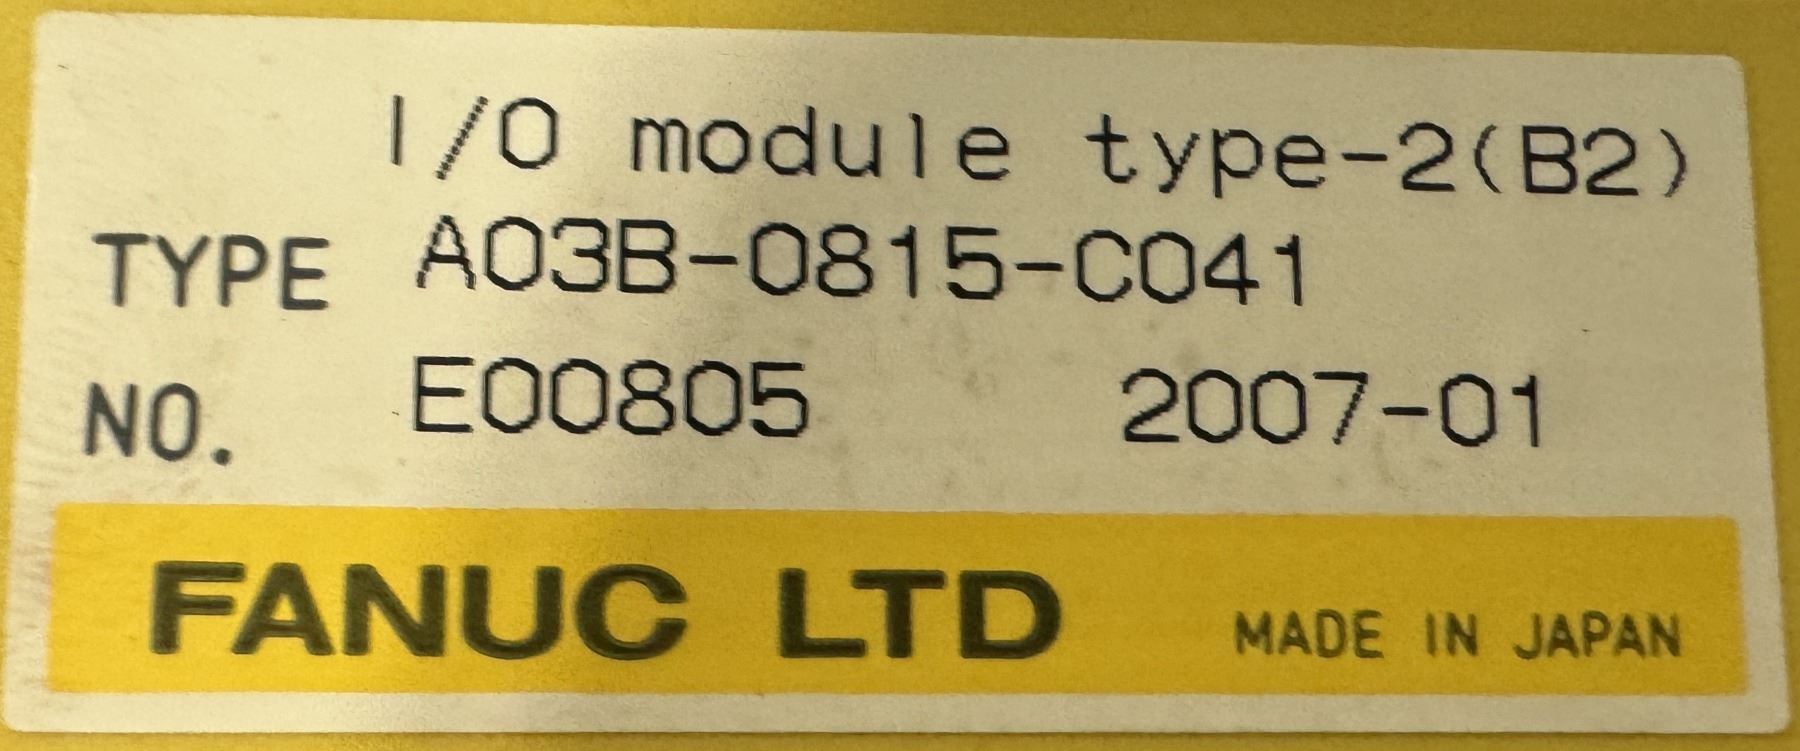 I/O module type-2(B2)
TYPE A03B-0815-C041
NO. E00805 2007-01
FANUC LTD MADE IN JAPAN